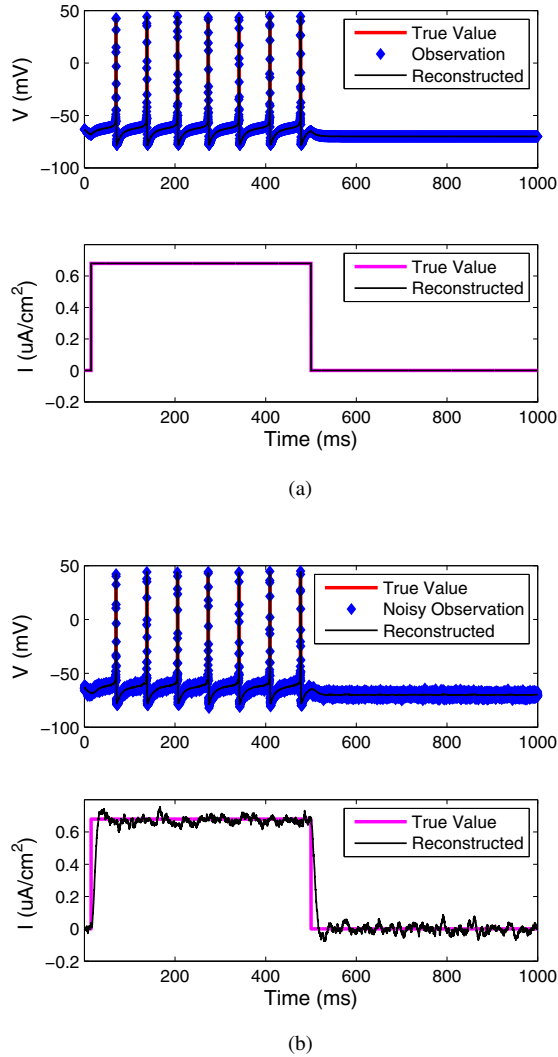 50
0
−50
−100
V (mV)
True Value
Observation
Reconstructed
0 200 400 600 800 1000
0.6
0.4
0.2
0
−0.2
I (uA/cm²)
True Value
Reconstructed
200 400 600 800 1000
Time (ms)
(a)
50
0
−50
−100
V (mV)
True Value
Noisy Observation
Reconstructed
0 200 400 600 800 1000
0.6
0.4
0.2
0
−0.2
I (uA/cm²)
True Value
Reconstructed
200 400 600 800 1000
Time (ms)
(b)